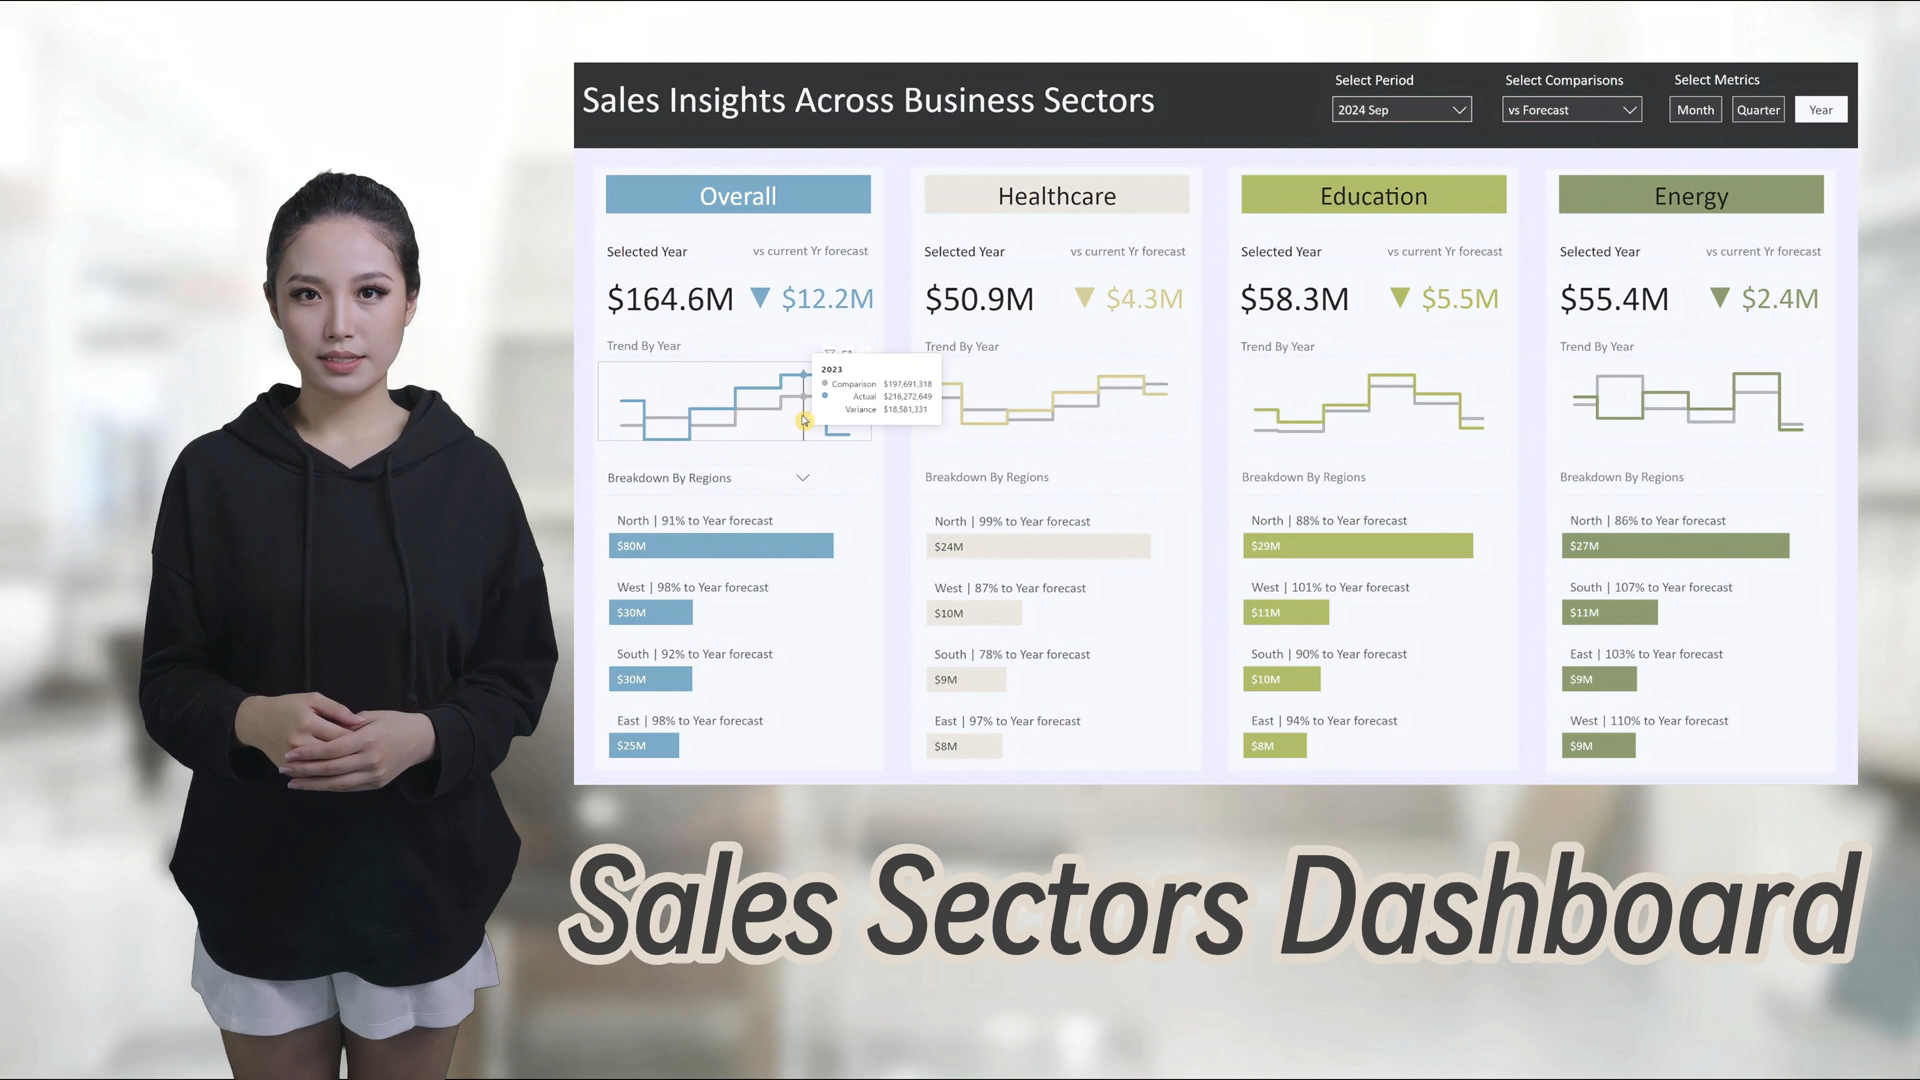 Sales Insights Across Business Sectors
Select Period
2024 Sep
Select Comparisons
vs Forecast
Select Metrics
Month
Quarter
Year
Overall
Selected Year
vs current Yr forecast
$164.6M ▼ $12.2M
Trend By Year
2023
Comparison $197,691,318
Actual $216,272,649
Variance $18,581,331
Breakdown By Regions
North | 91% to Year forecast
$80M
West | 98% to Year forecast
$30M
South | 92% to Year forecast
$30M
East | 98% to Year forecast
$25M
Healthcare
Selected Year
vs current Yr forecast
$50.9M ▼ $4.3M
Trend By Year
Breakdown By Regions
North | 99% to Year forecast
$24M
West | 87% to Year forecast
$10M
South | 78% to Year forecast
$9M
East | 97% to Year forecast
$8M
Education
Selected Year
vs current Yr forecast
$58.3M ▼ $5.5M
Trend By Year
Breakdown By Regions
North | 88% to Year forecast
$29M
West | 101% to Year forecast
$11M
South | 90% to Year forecast
$10M
East | 94% to Year forecast
$8M
Energy
Selected Year
vs current Yr forecast
$55.4M ▼ $2.4M
Trend By Year
Breakdown By Regions
North | 86% to Year forecast
$27M
South | 107% to Year forecast
$11M
East | 103% to Year forecast
$9M
West | 110% to Year forecast
$9M
Sales Sectors Dashboard